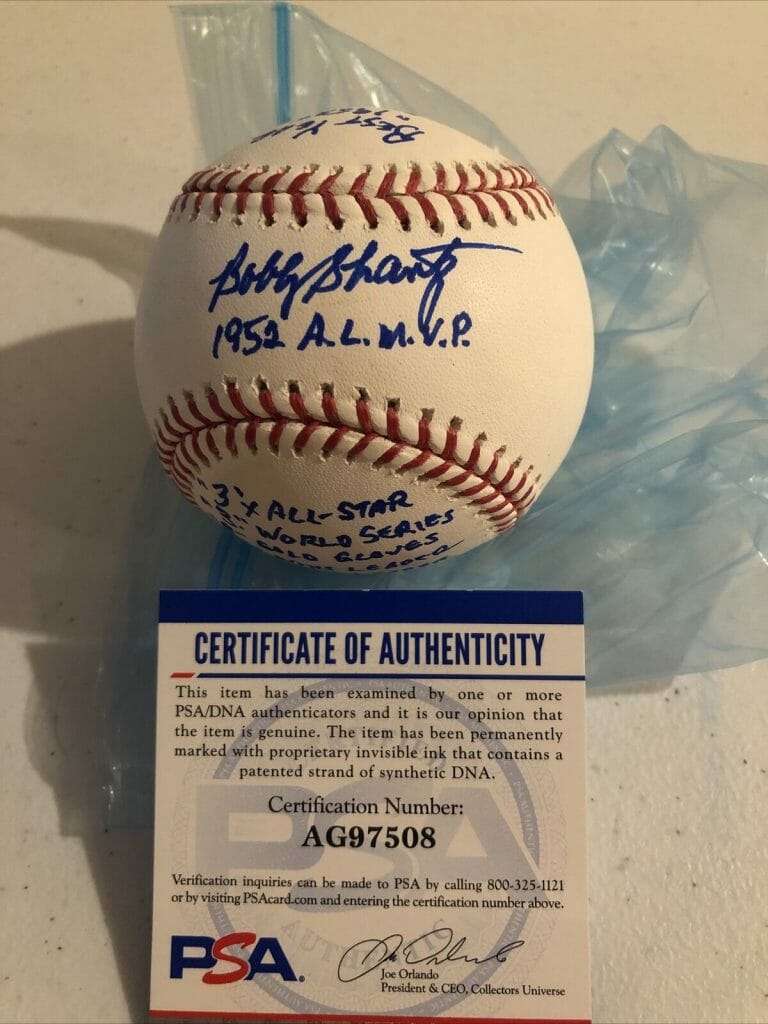 BEST YEAR
Bobby Shantz
1952 A.L. M.V.P.
"3"X ALL-STAR
WORLD SERIES
GOLD GLOVES
LEADER
CERTIFICATE OF AUTHENTICITY
This item has been examined by one or more
PSA/DNA authenticators and it is our opinion that
the item is genuine. The item has been permanently
marked with proprietary invisible ink that contains a
patented strand of synthetic DNA.
Certification Number:
AG97508
Verification inquiries can be made to PSA by calling 800-325-1121
or by visiting PSAcard.com and entering the certification number above.
PSA.
Joe Orlando
Joe Orlando
President & CEO, Collectors Universe